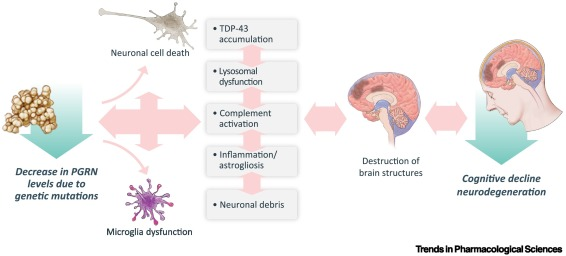 Neuronal cell death
Decrease in PGRN
levels due to
genetic mutations
Microglia dysfunction
• TDP-43
accumulation
• Lysosomal
dysfunction
• Complement
activation
• Inflammation/
astrogliosis
• Neuronal debris
Destruction of
brain structures
Cognitive decline
neurodegeneration
Trends in Pharmacological Sciences